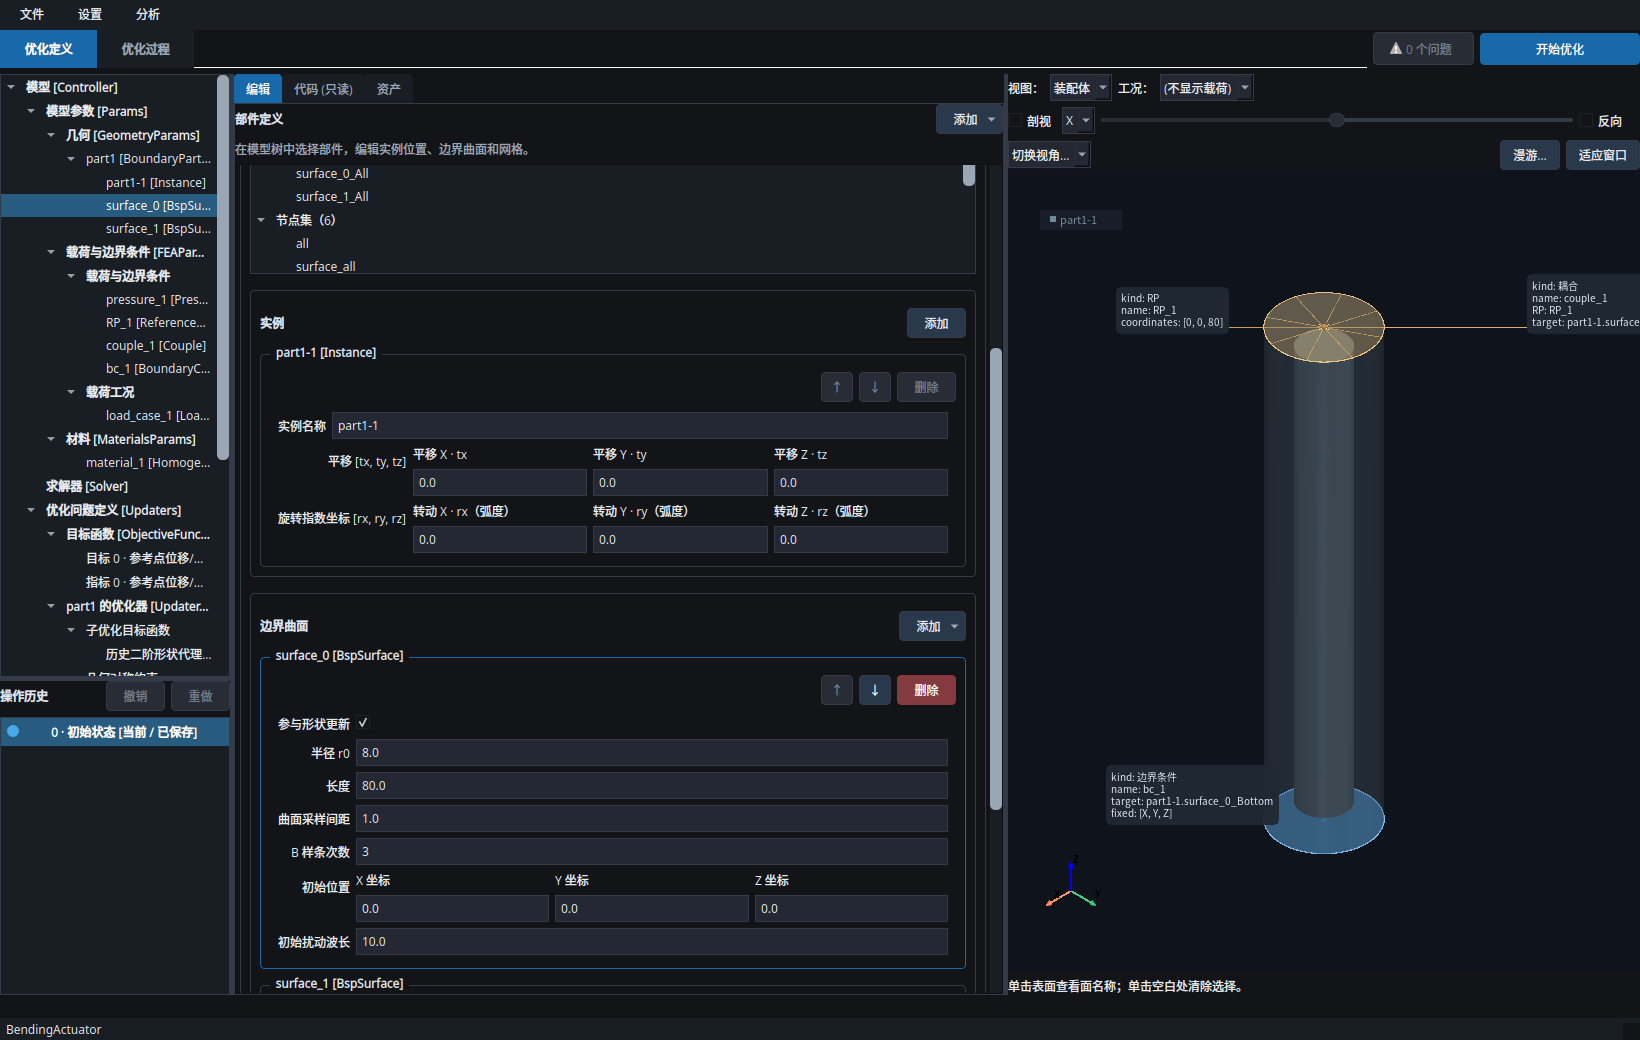 文件 设置 分析
优化定义 优化过程 0 个问题 开始优化
模型 [Controller]
模型参数 [Params]
几何 [GeometryParams]
part1 [BoundaryPart...
part1-1 [Instance]
surface_0 [BspSu...
surface_1 [BspSu...
载荷与边界条件 [FEAPar...
载荷与边界条件
pressure_1 [Pres...
RP_1 [Reference...
couple_1 [Couple]
bc_1 [BoundaryC...
载荷工况
load_case_1 [Loa...
材料 [MaterialsParams]
material_1 [Homoge...
求解器 [Solver]
优化问题定义 [Updaters]
目标函数 [ObjectiveFunc...
目标 0 · 参考点位移/...
指标 0 · 参考点位移/...
part1 的优化器 [Updater...
子优化目标函数
历史二阶形状代理...
操作历史 撤销 重做
0 · 初始状态 [当前 / 已保存]
编辑 代码 (只读) 资产
部件定义 添加
在模型树中选择部件，编辑实例位置、边界曲面和网格。
surface_0_All
surface_1_All
节点集（6）
all
surface_all
实例 添加
part1-1 [Instance]
↑ ↓ 删除
实例名称 part1-1
平移 [tx, ty, tz] 平移 X · tx 平移 Y · ty 平移 Z · tz
0.0 0.0 0.0
旋转指数坐标 [rx, ry, rz] 转动 X · rx（弧度） 转动 Y · ry（弧度） 转动 Z · rz（弧度）
0.0 0.0 0.0
边界曲面 添加
surface_0 [BspSurface]
↑ ↓ 删除
参与形状更新 ✓
半径 r0 8.0
长度 80.0
曲面采样间距 1.0
B 样条次数 3
初始位置 X 坐标 Y 坐标 Z 坐标
0.0 0.0 0.0
初始扰动波长 10.0
surface_1 [BspSurface]
视图： 装配体 工况： (不显示载荷)
剖视 X 反向
切换视角... 漫游... 适应窗口
part1-1
kind: RP
name: RP_1
coordinates: [0, 0, 80]
kind: 耦合
name: couple_1
RP: RP_1
target: part1-1.surface
kind: 边界条件
name: bc_1
target: part1-1.surface_0_Bottom
fixed: [X, Y, Z]
Z
单击表面查看面名称；单击空白处清除选择。
BendingActuator